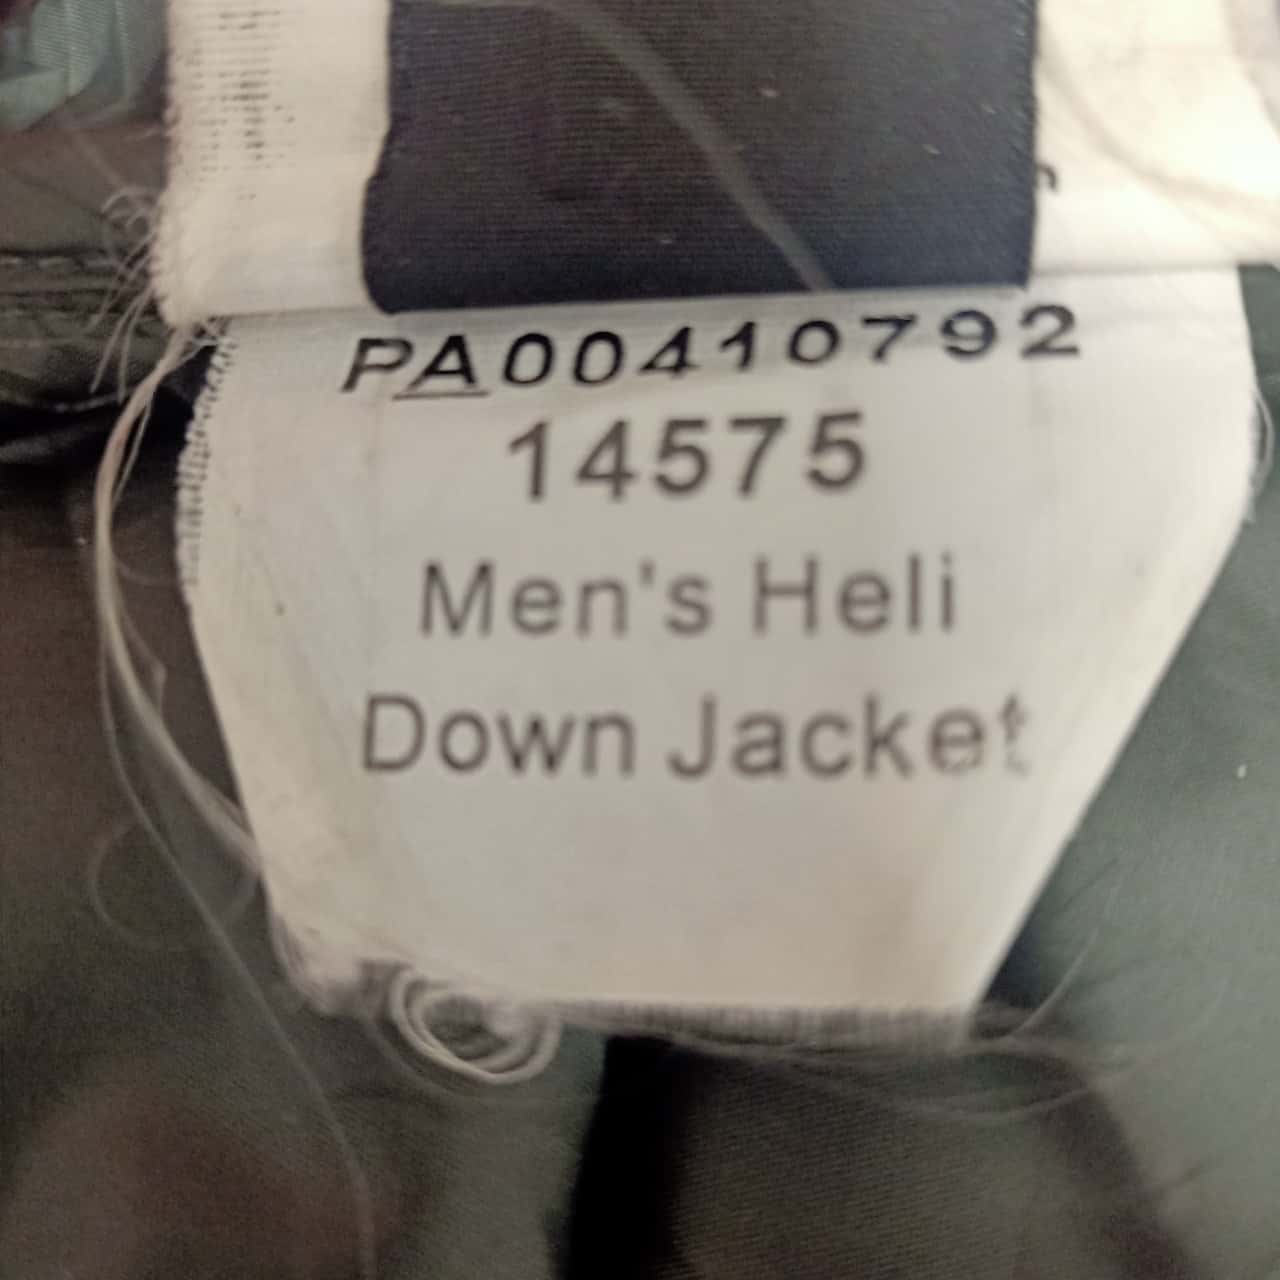 PA00410792
14575
Men's Heli
Down Jacket